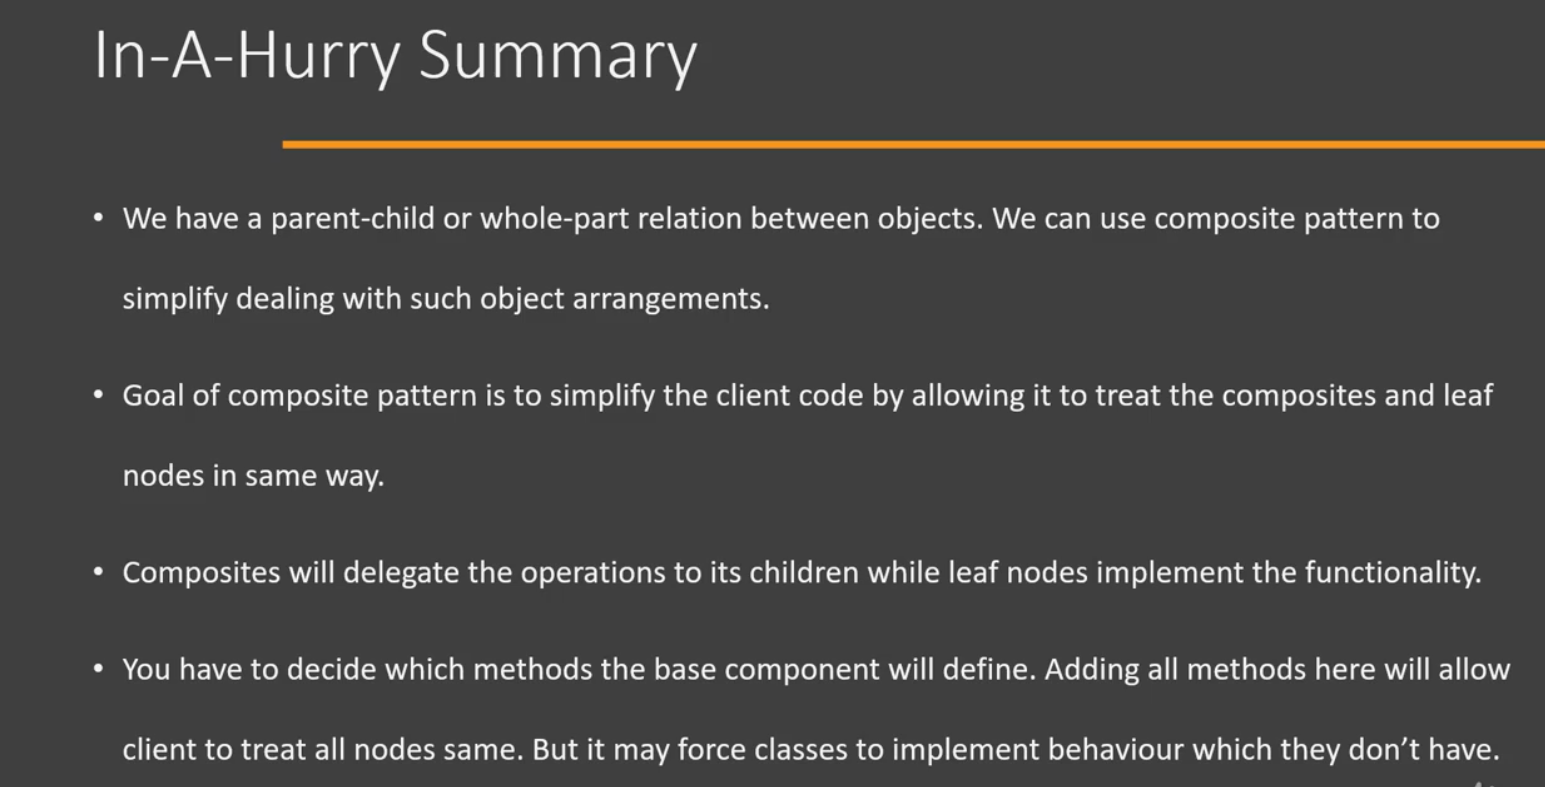 In-A-Hurry Summary
• We have a parent-child or whole-part relation between objects. We can use composite pattern to
simplify dealing with such object arrangements.
• Goal of composite pattern is to simplify the client code by allowing it to treat the composites and leaf
nodes in same way.
• Composites will delegate the operations to its children while leaf nodes implement the functionality.
• You have to decide which methods the base component will define. Adding all methods here will allow
client to treat all nodes same. But it may force classes to implement behaviour which they don’t have.